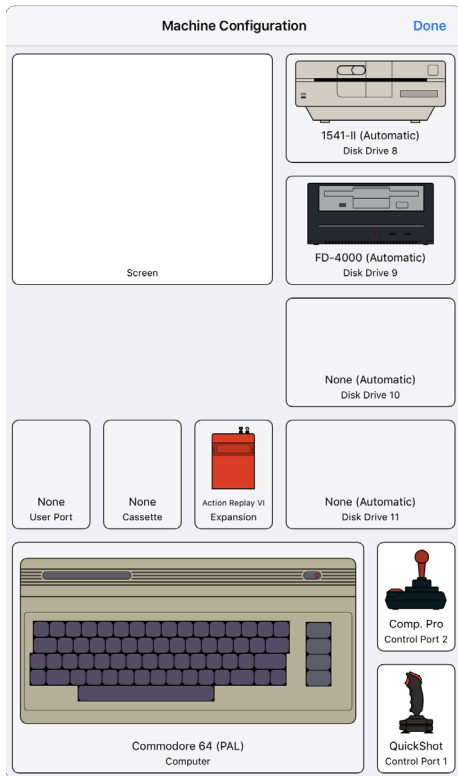 Machine Configuration
Done
Screen
1541-II (Automatic)
Disk Drive 8
FD-4000 (Automatic)
Disk Drive 9
None (Automatic)
Disk Drive 10
None
User Port
None
Cassette
Action Replay VI
Expansion
None (Automatic)
Disk Drive 11
Commodore 64 (PAL)
Computer
Comp. Pro
Control Port 2
QuickShot
Control Port 1